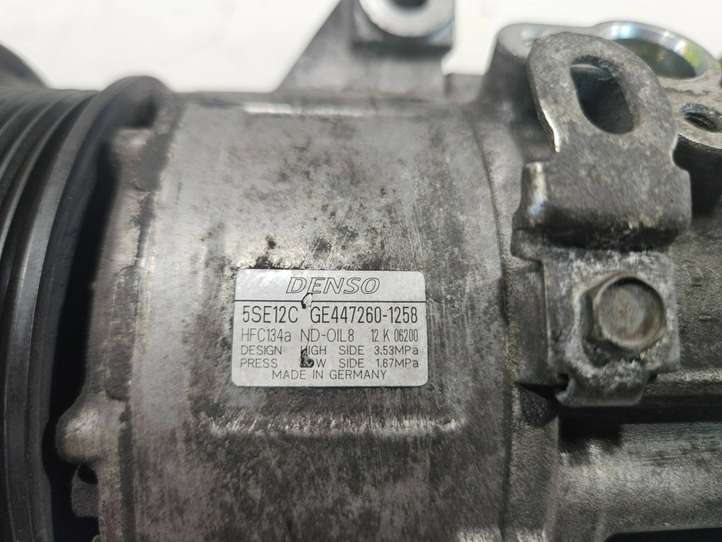 DENSO
5SE12C GE447260-1258
HFC134a ND-OIL8 12 K 06200
DESIGN HIGH SIDE 3.53MPa
PRESS LOW SIDE 1.67MPa
MADE IN GERMANY